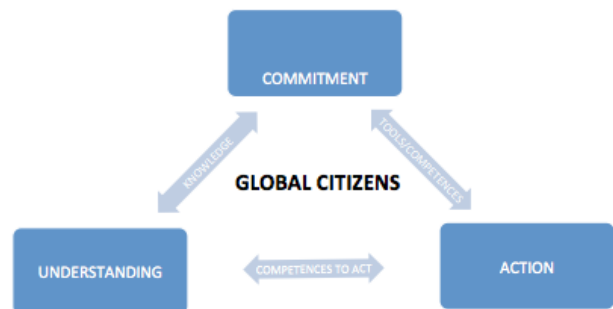 COMMITMENT
KNOWLEDGE
TOOLS/COMPETENCES
GLOBAL CITIZENS
UNDERSTANDING
COMPETENCES TO ACT
ACTION